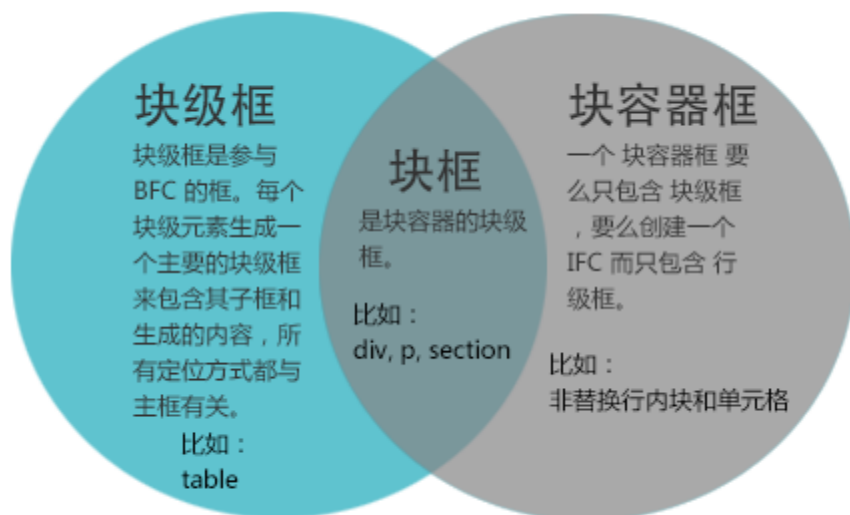 块级框
块级框是参与
BFC 的框。每个
块级元素生成一
个主要的块级框
来包含其子框和
生成的内容，所
有定位方式都与
主框有关。
比如：
table
块框
是块容器的块级
框。
比如：
div, p, section
块容器框
一个 块容器框 要
么只包含 块级框
，要么创建一个
IFC 而只包含 行
级框。
比如：
非替换行内块和单元格